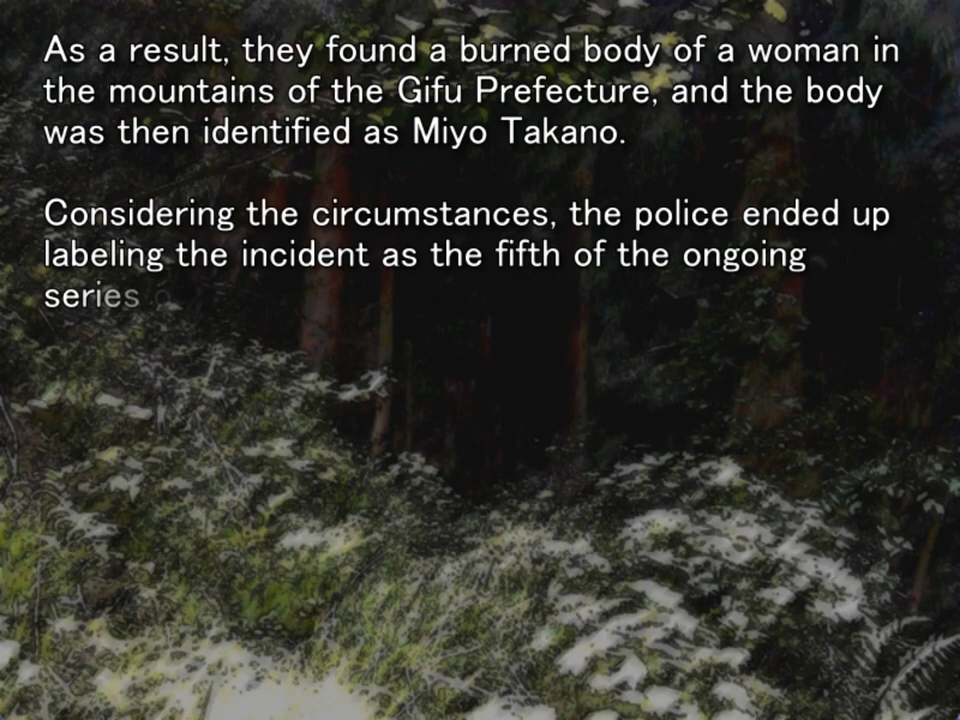 As a result, they found a burned body of a woman in
the mountains of the Gifu Prefecture, and the body
was then identified as Miyo Takano.
Considering the circumstances, the police ended up
labeling the incident as the fifth of the ongoing
series